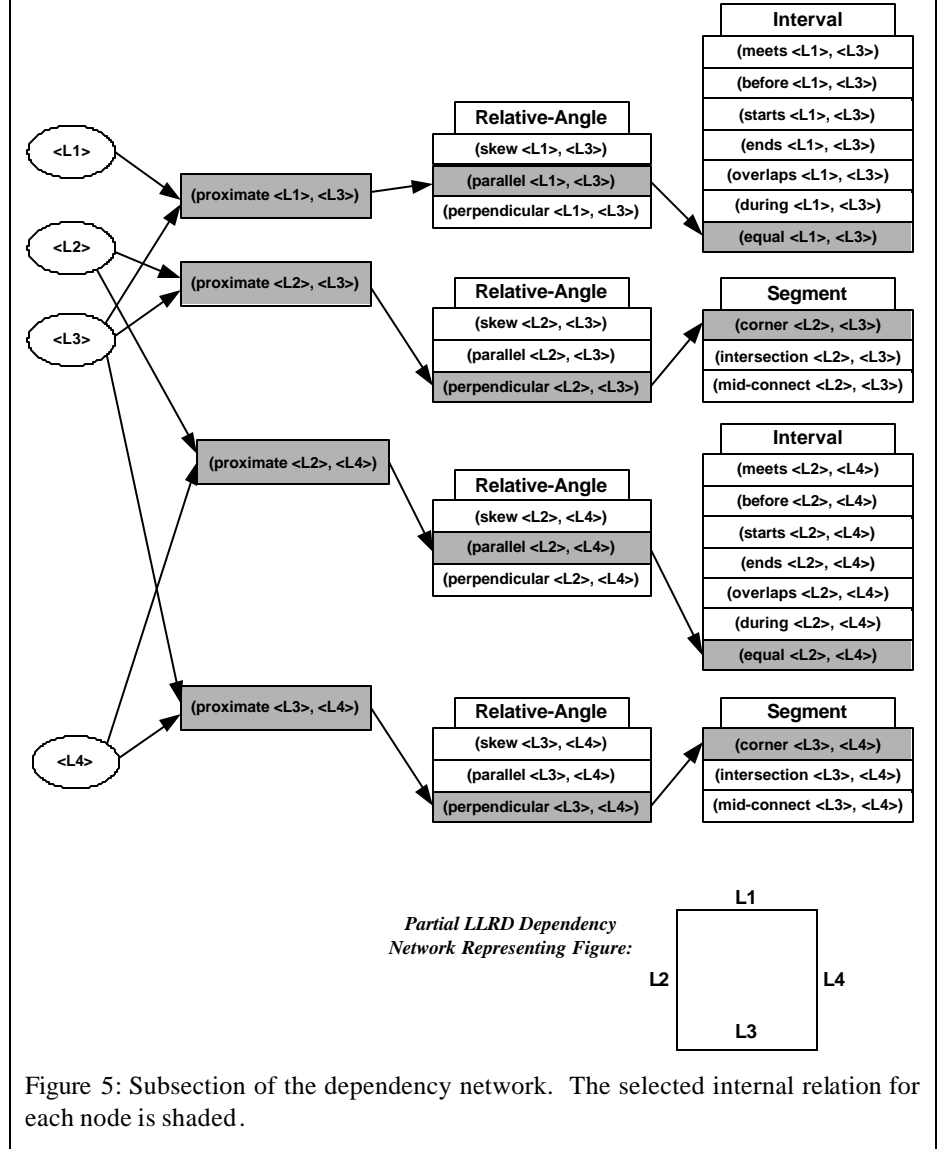 Interval
(meets <L1>, <L3>)
(before <L1>, <L3>)
(starts <L1>, <L3>)
(ends <L1>, <L3>)
(overlaps <L1>, <L3>)
(during <L1>, <L3>)
(equal <L1>, <L3>)
Relative-Angle
(skew <L1>, <L3>)
(parallel <L1>, <L3>)
(perpendicular <L1>, <L3>)
<L1>
(proximate <L1>, <L3>)
<L2>
(proximate <L2>, <L3>)
<L3>
Relative-Angle
(skew <L2>, <L3>)
(parallel <L2>, <L3>)
(perpendicular <L2>, <L3>)
Segment
(corner <L2>, <L3>)
(intersection <L2>, <L3>)
(mid-connect <L2>, <L3>)
(proximate <L2>, <L4>)
Relative-Angle
(skew <L2>, <L4>)
(parallel <L2>, <L4>)
(perpendicular <L2>, <L4>)
Interval
(meets <L2>, <L4>)
(before <L2>, <L4>)
(starts <L2>, <L4>)
(ends <L2>, <L4>)
(overlaps <L2>, <L4>)
(during <L2>, <L4>)
(equal <L2>, <L4>)
(proximate <L3>, <L4>)
<L4>
Relative-Angle
(skew <L3>, <L4>)
(parallel <L3>, <L4>)
(perpendicular <L3>, <L4>)
Segment
(corner <L3>, <L4>)
(intersection <L3>, <L4>)
(mid-connect <L3>, <L4>)
Partial LLRD Dependency
Network Representing Figure:
L1
L2
L4
L3
Figure 5: Subsection of the dependency network. The selected internal relation for
each node is shaded.